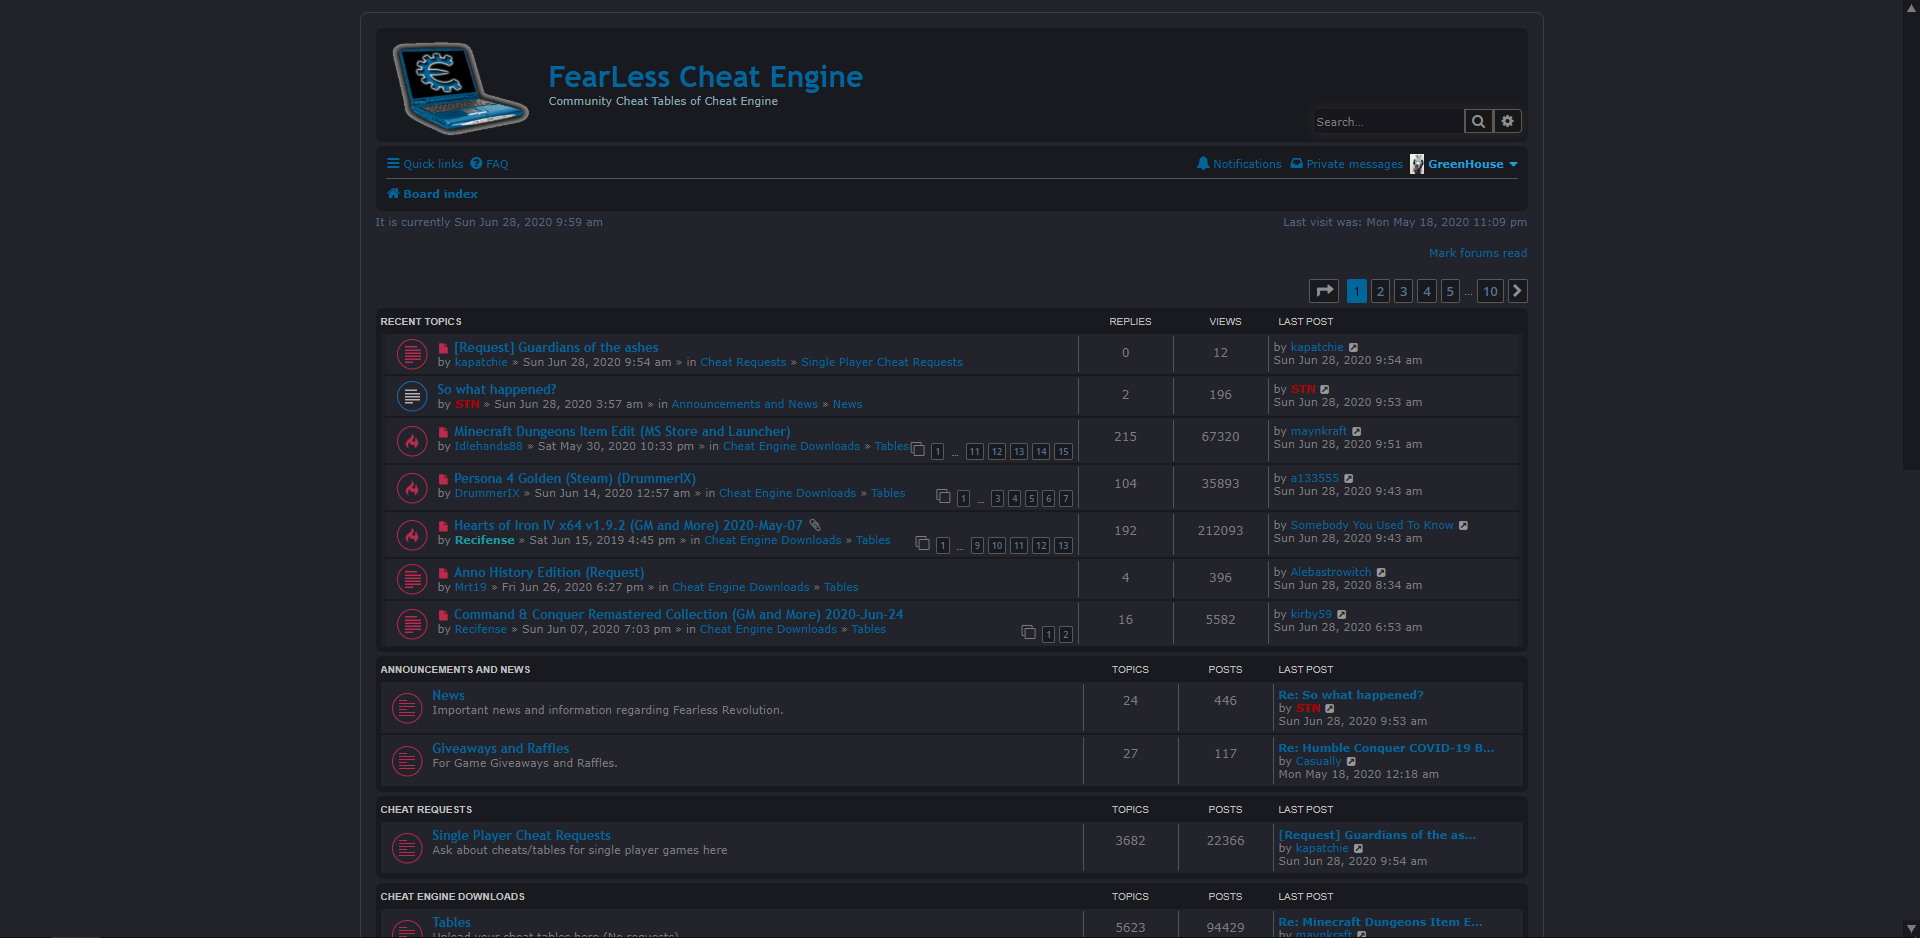 FearLess Cheat Engine
Community Cheat Tables of Cheat Engine
Search…
Quick links FAQ Notifications Private messages GreenHouse
Board index
It is currently Sun Jun 28, 2020 9:59 am Last visit was: Mon May 18, 2020 11:09 pm
Mark forums read
1 2 3 4 5 … 10
RECENT TOPICS REPLIES VIEWS LAST POST
[Request] Guardians of the ashes 0 12 by kapatchie
by kapatchie » Sun Jun 28, 2020 9:54 am » in Cheat Requests » Single Player Cheat Requests Sun Jun 28, 2020 9:54 am
So what happened? 2 196 by STN
by STN » Sun Jun 28, 2020 3:57 am » in Announcements and News » News Sun Jun 28, 2020 9:53 am
Minecraft Dungeons Item Edit (MS Store and Launcher) 215 67320 by maynkraft
by Idlehands88 » Sat May 30, 2020 10:33 pm » in Cheat Engine Downloads » Tables 1 … 11 12 13 14 15 Sun Jun 28, 2020 9:51 am
Persona 4 Golden (Steam) (DrummerIX) 104 35893 by a133555
by DrummerIX » Sun Jun 14, 2020 12:57 am » in Cheat Engine Downloads » Tables 1 … 3 4 5 6 7 Sun Jun 28, 2020 9:43 am
Hearts of Iron IV x64 v1.9.2 (GM and More) 2020-May-07 192 212093 by Somebody You Used To Know
by Recifense » Sat Jun 15, 2019 4:45 pm » in Cheat Engine Downloads » Tables 1 … 9 10 11 12 13 Sun Jun 28, 2020 9:43 am
Anno History Edition (Request) 4 396 by Alebastrowitch
by Mrt19 » Fri Jun 26, 2020 6:27 pm » in Cheat Engine Downloads » Tables Sun Jun 28, 2020 8:34 am
Command & Conquer Remastered Collection (GM and More) 2020-Jun-24 16 5582 by kirby59
by Recifense » Sun Jun 07, 2020 7:03 pm » in Cheat Engine Downloads » Tables 1 2 Sun Jun 28, 2020 6:53 am
ANNOUNCEMENTS AND NEWS TOPICS POSTS LAST POST
News 24 446 Re: So what happened?
Important news and information regarding Fearless Revolution. by STN
Sun Jun 28, 2020 9:53 am
Giveaways and Raffles 27 117 Re: Humble Conquer COVID-19 B…
For Game Giveaways and Raffles. by Casually
Mon May 18, 2020 12:18 am
CHEAT REQUESTS TOPICS POSTS LAST POST
Single Player Cheat Requests 3682 22366 [Request] Guardians of the as…
Ask about cheats/tables for single player games here by kapatchie
Sun Jun 28, 2020 9:54 am
CHEAT ENGINE DOWNLOADS TOPICS POSTS LAST POST
Tables 5623 94429 Re: Minecraft Dungeons Item E…
Upload your cheat tables here (No requests) by maynkraft